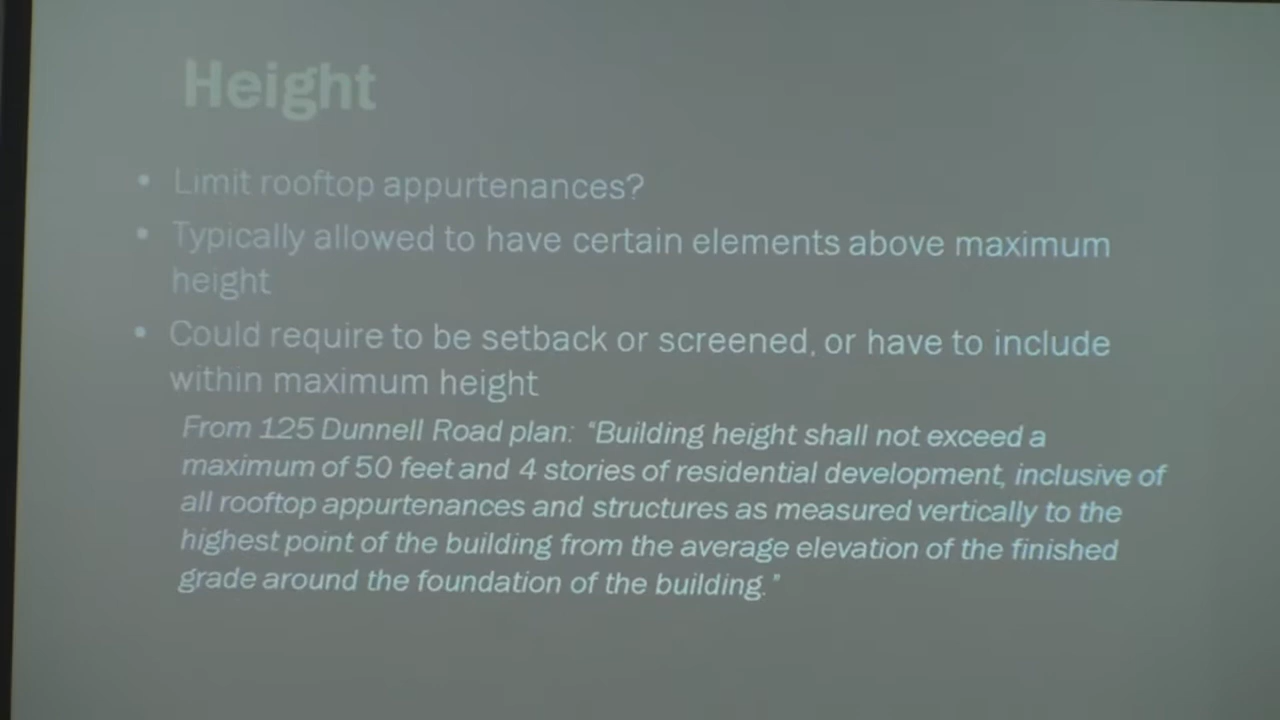 Height
• Limit rooftop appurtenances?
• Typically allowed to have certain elements above maximum
height
• Could require to be setback or screened, or have to include
within maximum height
From 125 Dunnell Road plan: “Building height shall not exceed a
maximum of 50 feet and 4 stories of residential development, inclusive of
all rooftop appurtenances and structures as measured vertically to the
highest point of the building from the average elevation of the finished
grade around the foundation of the building.”